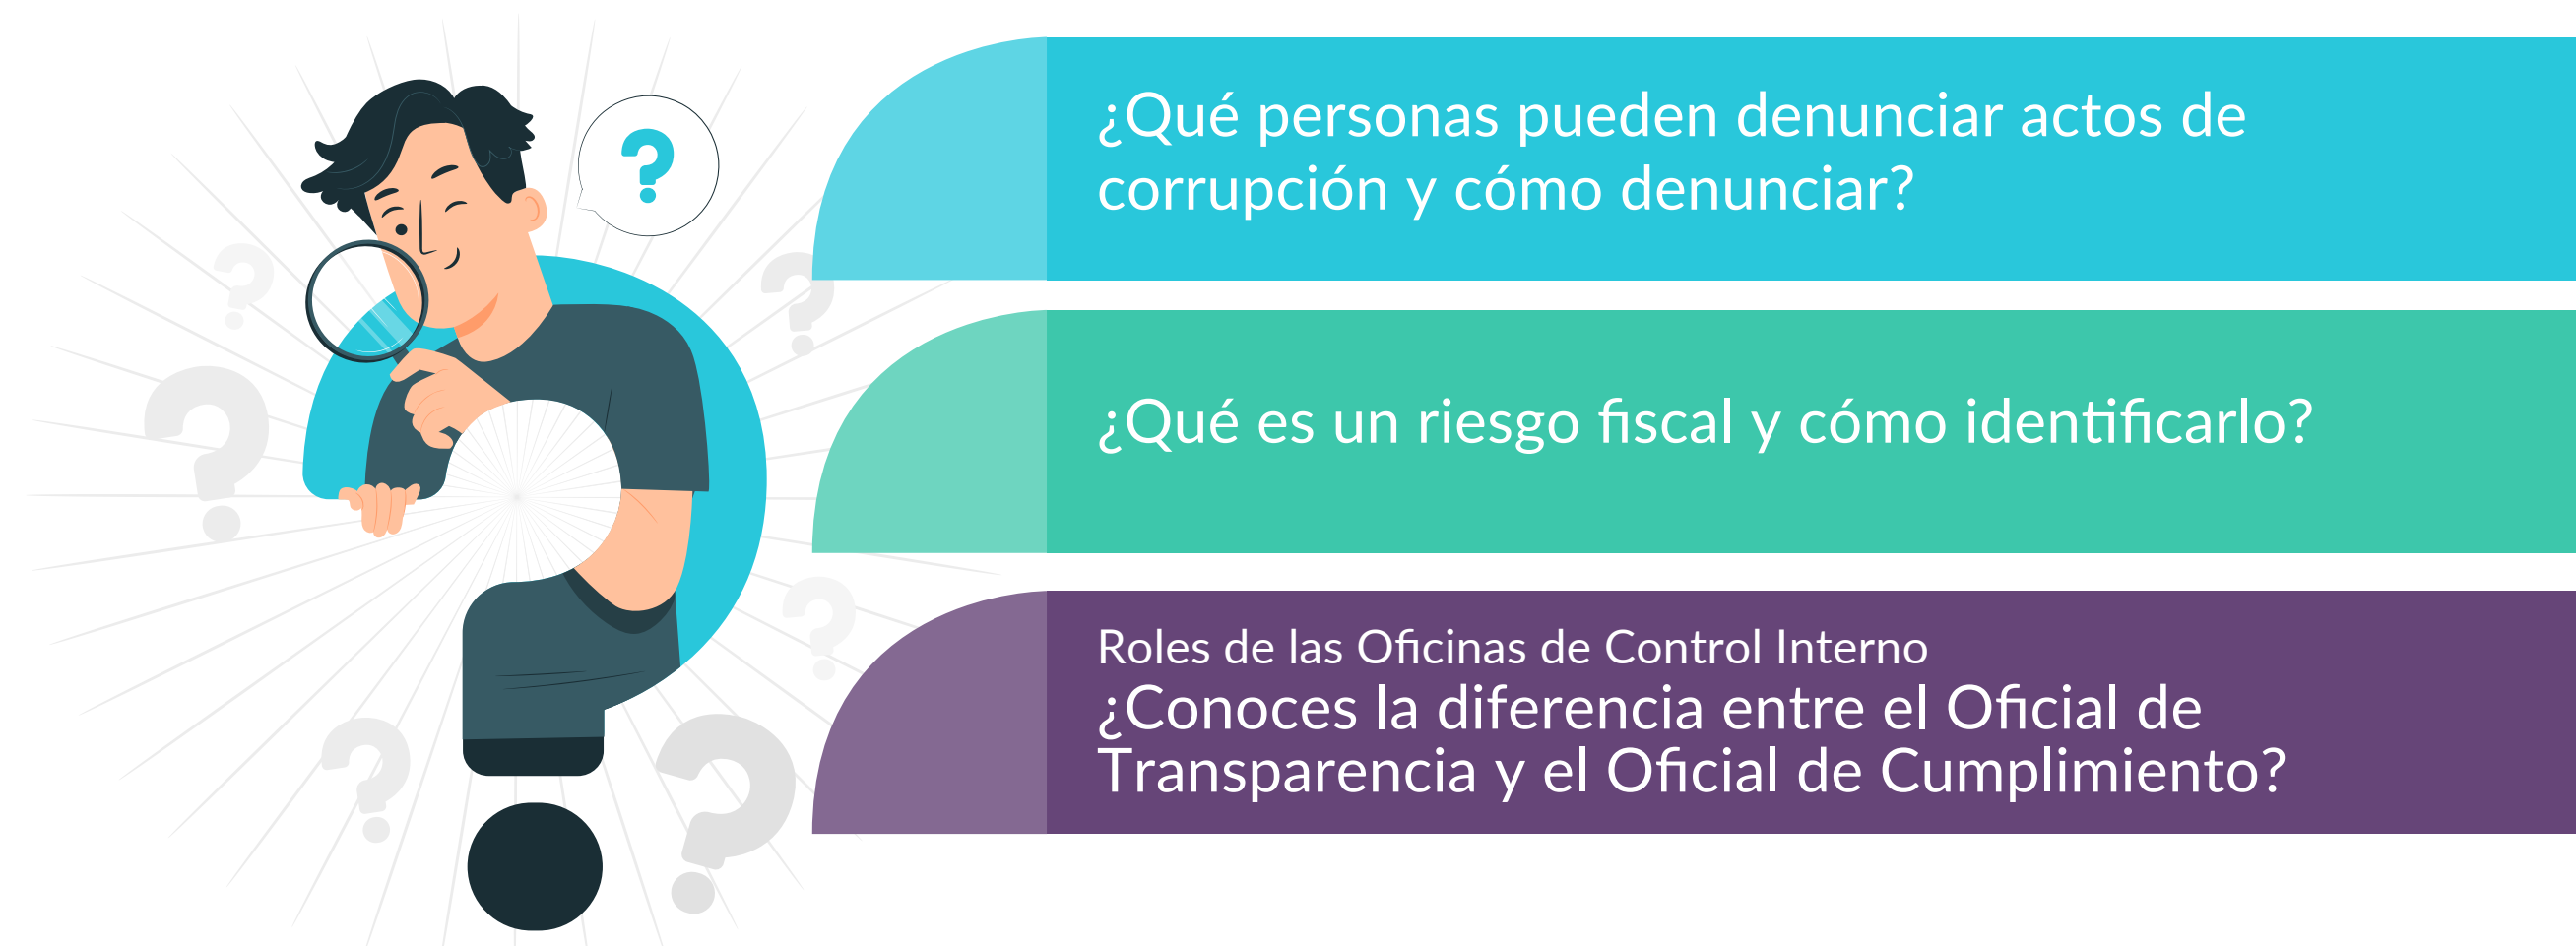 ?
¿Qué personas pueden denunciar actos de
corrupción y cómo denunciar?
¿Qué es un riesgo fiscal y cómo identificarlo?
Roles de las Oficinas de Control Interno
¿Conoces la diferencia entre el Oficial de
Transparencia y el Oficial de Cumplimiento?